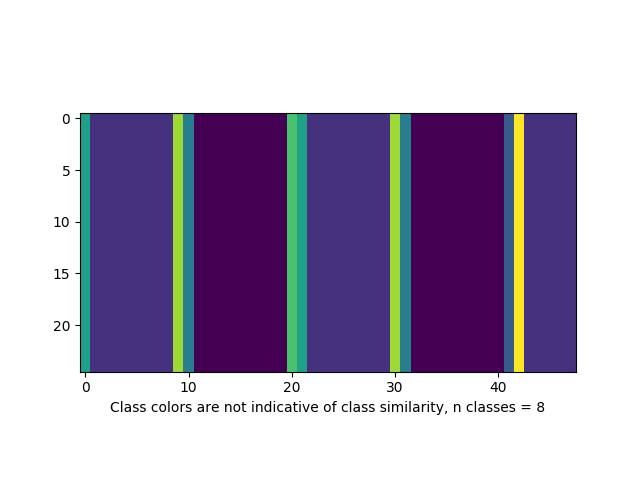 0
5
10
15
20
0 10 20 30 40
Class colors are not indicative of class similarity, n classes = 8